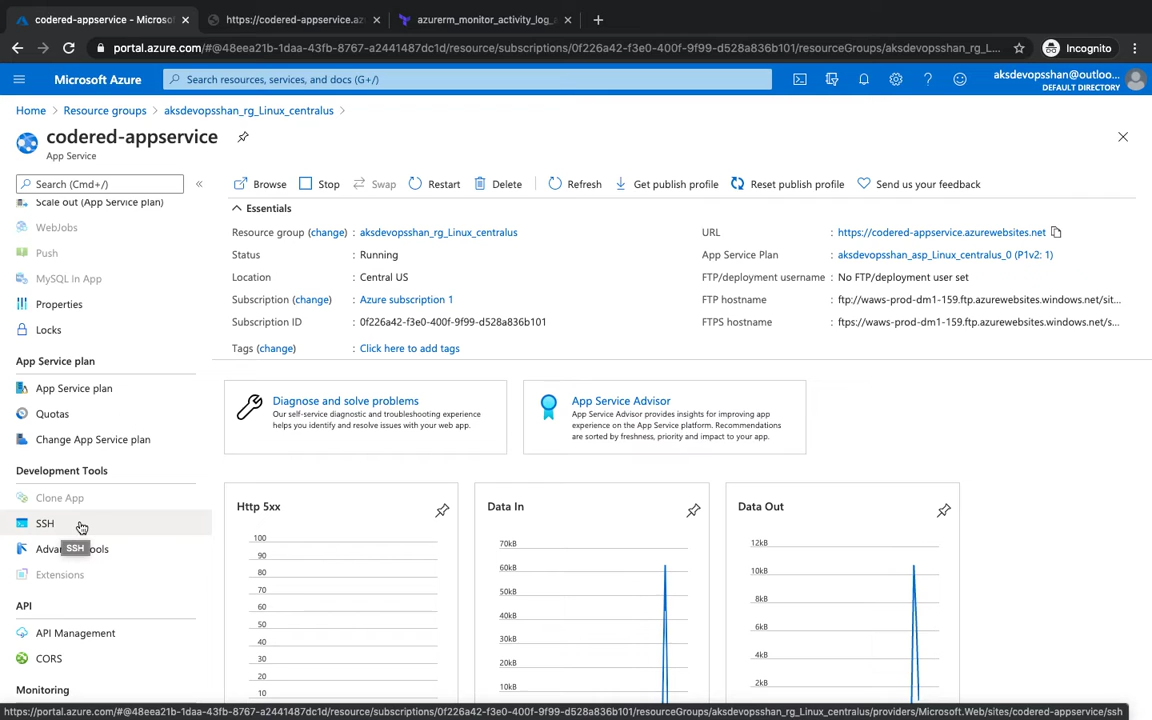 codered-appservice - Microsof
https://codered-appservice.az
azurerm_monitor_activity_log_
portal.azure.com/#@48eea21b-1daa-43fb-8767-a2441487dc1d/resource/subscriptions/0f226a42-f3e0-400f-9f99-d528a836b101/resourceGroups/aksdevopsshan_rg_L...
Incognito
Microsoft Azure
Search resources, services, and docs (G+/)
aksdevopsshan@outloo...
DEFAULT DIRECTORY
Home > Resource groups > aksdevopsshan_rg_Linux_centralus >
codered-appservice
App Service
Search (Cmd+/)
«
Browse Stop Swap Restart Delete Refresh Get publish profile Reset publish profile Send us your feedback
Scale out (App Service plan)
WebJobs
Push
MySQL In App
Properties
Locks
App Service plan
App Service plan
Quotas
Change App Service plan
Development Tools
Clone App
SSH
Advan
ools
SSH
Extensions
API
API Management
CORS
Monitoring
Essentials
Resource group (change) : aksdevopsshan_rg_Linux_centralus
Status : Running
Location : Central US
Subscription (change) : Azure subscription 1
Subscription ID : 0f226a42-f3e0-400f-9f99-d528a836b101
Tags (change) : Click here to add tags
URL : https://codered-appservice.azurewebsites.net
App Service Plan : aksdevopsshan_asp_Linux_centralus_0 (P1v2: 1)
FTP/deployment username : No FTP/deployment user set
FTP hostname : ftp://waws-prod-dm1-159.ftp.azurewebsites.windows.net/sit...
FTPS hostname : ftps://waws-prod-dm1-159.ftp.azurewebsites.windows.net/s...
Diagnose and solve problems
Our self-service diagnostic and troubleshooting experience
helps you identify and resolve issues with your web app.
App Service Advisor
App Service Advisor provides insights for improving app
experience on the App Service platform. Recommendations
are sorted by freshness, priority and impact to your app.
Http 5xx
100
90
80
70
60
50
40
30
20
10
Data In
70kB
60kB
50kB
40kB
30kB
20kB
10kB
Data Out
12kB
10kB
8kB
6kB
4kB
2kB
https://portal.azure.com/#@48eea21b-1daa-43fb-8767-a2441487dc1d/resource/subscriptions/0f226a42-f3e0-400f-9f99-d528a836b101/resourceGroups/aksdevopsshan_rg_Linux_centralus/providers/Microsoft.Web/sites/codered-appservice/ssh